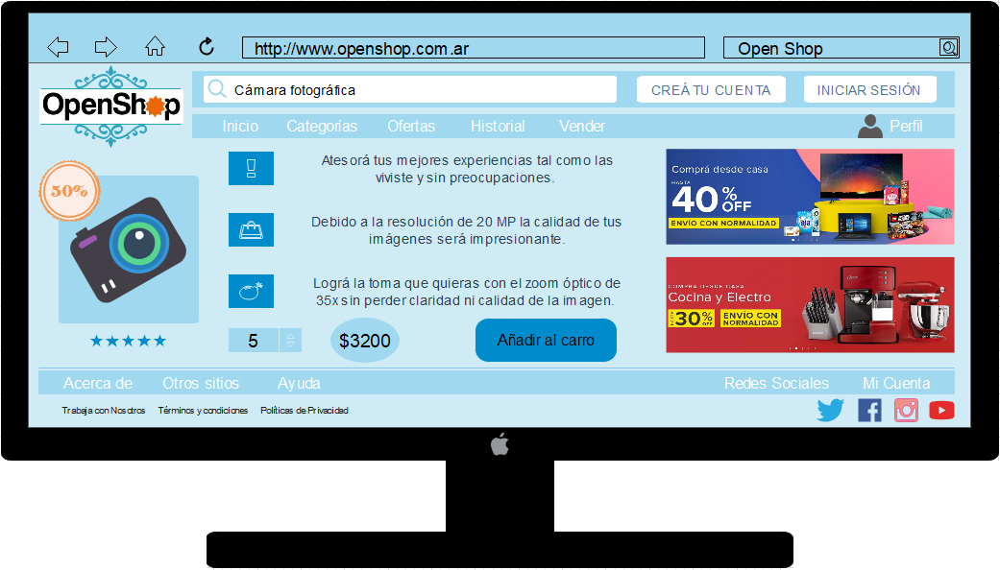 http://www.openshop.com.ar
Open Shop
OpenShop
Cámara fotográfica
CREÁ TU CUENTA
INICIAR SESIÓN
Inicio
Categorías
Ofertas
Historial
Vender
Perfil
50%
Atesorá tus mejores experiencias tal como las
viviste y sin preocupaciones.
Debido a la resolución de 20 MP la calidad de tus
imágenes será impresionante.
Lográ la toma que quieras con el zoom óptico de
35x sin perder claridad ni calidad de la imagen.
5
$3200
Añadir al carro
Comprá desde casa
HASTA
40%
OFF
ENVÍO CON NORMALIDAD
COMPRÁ DESDE CASA
Cocina y Electro
HASTA
30%
OFF
ENVÍO CON
NORMALIDAD
Acerca de
Otros sitios
Ayuda
Redes Sociales
Mi Cuenta
Trabaja con Nosotros
Términos y condiciones
Políticas de Privacidad